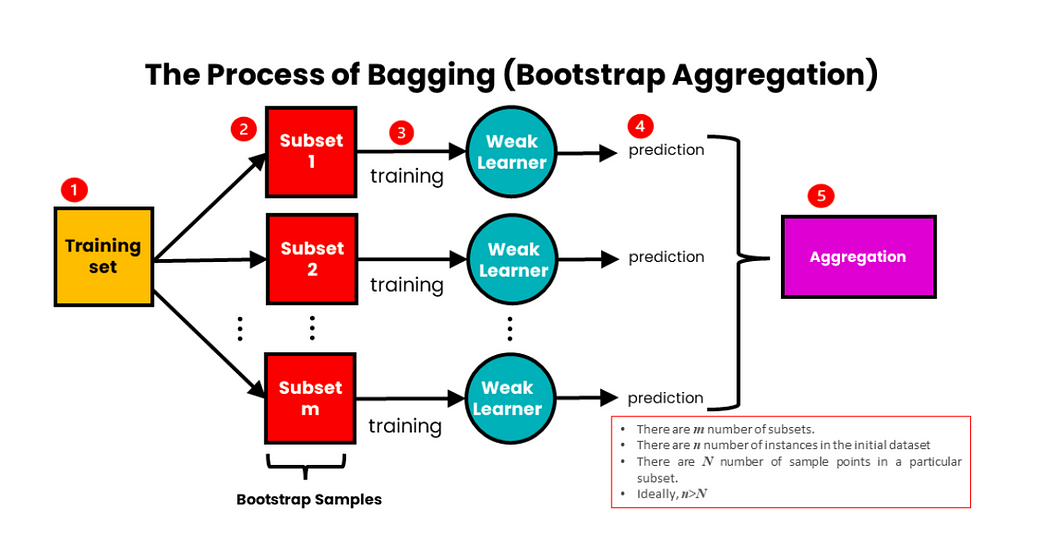 The Process of Bagging (Bootstrap Aggregation)
1
Training
set
2
Subset
1
3
training
Weak
Learner
4
prediction
Subset
2
training
Weak
Learner
prediction
Subset
m
training
Weak
Learner
prediction
Bootstrap Samples
5
Aggregation
• There are m number of subsets.
• There are n number of instances in the initial dataset
• There are N number of sample points in a particular
subset.
• Ideally, n>N